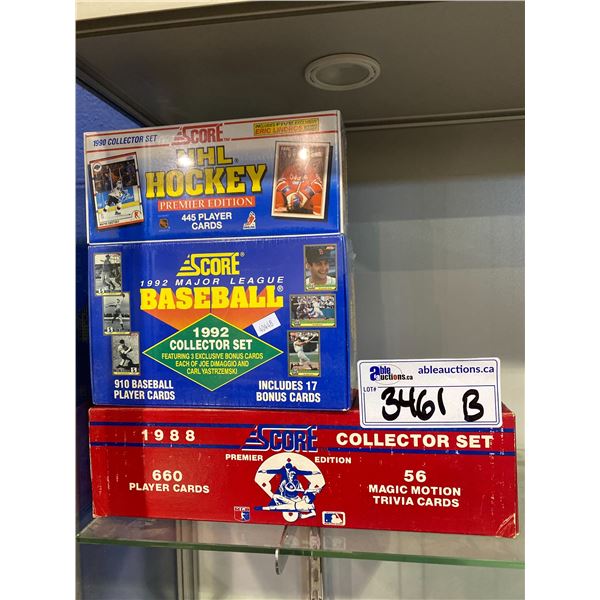 1990 COLLECTOR SET
SCORE
INCLUDES FIVE EXCLUSIVE
ERIC LINDROS
NHL
HOCKEY
PREMIER EDITION
445 PLAYER
CARDS
SCORE
1992 MAJOR LEAGUE
BASEBALL
1992
COLLECTOR SET
FEATURING 3 EXCLUSIVE BONUS CARDS
EACH OF JOE DIMAGGIO AND
CARL YASTRZEMSKI
910 BASEBALL
PLAYER CARDS
INCLUDES 17
BONUS CARDS
able
auctions.ca
ableauctions.ca
LOT#
3461 B
1988
SCORE
COLLECTOR SET
PREMIER EDITION
660
PLAYER CARDS
56
MAGIC MOTION
TRIVIA CARDS